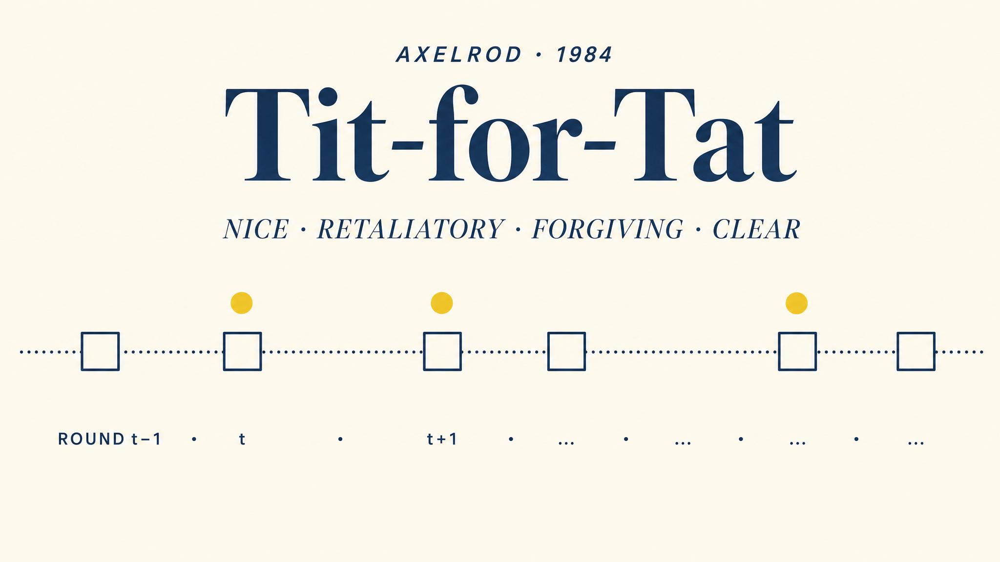 AXELROD · 1984
Tit-for-Tat
NICE · RETALIATORY · FORGIVING · CLEAR
ROUND t−1 · t · t+1 · ... · ... · ... · ...